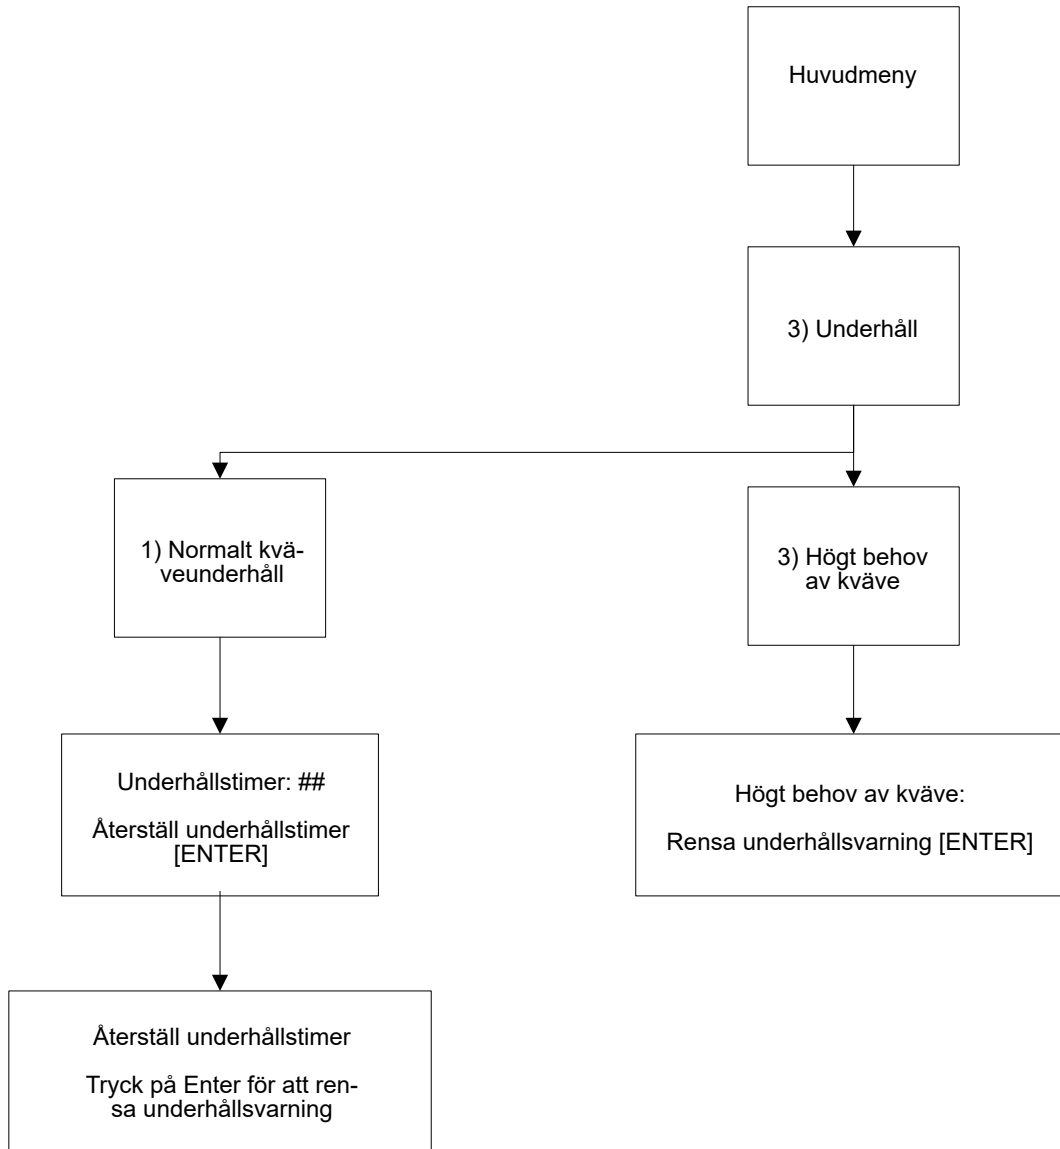 Huvudmeny
3) Underhåll
1) Normalt kvä-
veunderhåll
3) Högt behov
av kväve
Underhållstimer: ##
Återställ underhållstimer
[ENTER]
Högt behov av kväve:
Rensa underhållsvarning [ENTER]
Återställ underhållstimer
Tryck på Enter för att ren-
sa underhållsvarning